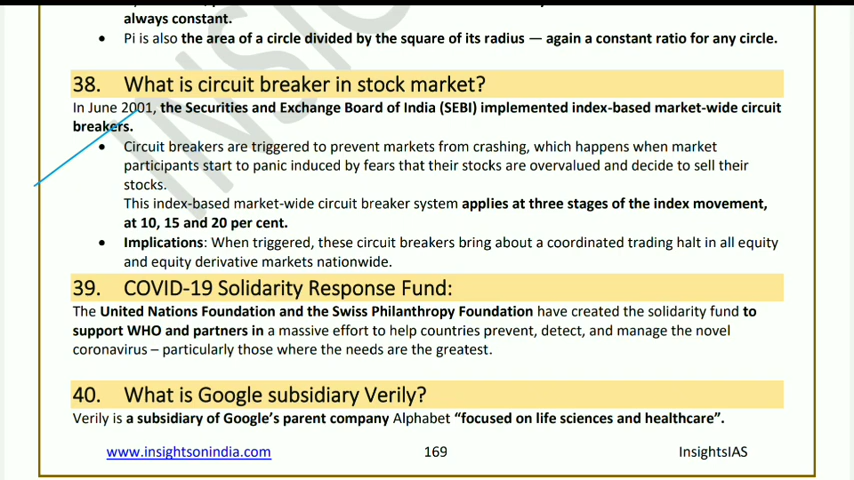 always constant.
• Pi is also the area of a circle divided by the square of its radius — again a constant ratio for any circle.
38. What is circuit breaker in stock market?
In June 2001, the Securities and Exchange Board of India (SEBI) implemented index-based market-wide circuit
breakers.
• Circuit breakers are triggered to prevent markets from crashing, which happens when market
participants start to panic induced by fears that their stocks are overvalued and decide to sell their
stocks.
This index-based market-wide circuit breaker system applies at three stages of the index movement,
at 10, 15 and 20 per cent.
• Implications: When triggered, these circuit breakers bring about a coordinated trading halt in all equity
and equity derivative markets nationwide.
39. COVID-19 Solidarity Response Fund:
The United Nations Foundation and the Swiss Philanthropy Foundation have created the solidarity fund to
support WHO and partners in a massive effort to help countries prevent, detect, and manage the novel
coronavirus – particularly those where the needs are the greatest.
40. What is Google subsidiary Verily?
Verily is a subsidiary of Google's parent company Alphabet “focused on life sciences and healthcare”.
www.insightsonindia.com 169 InsightsIAS